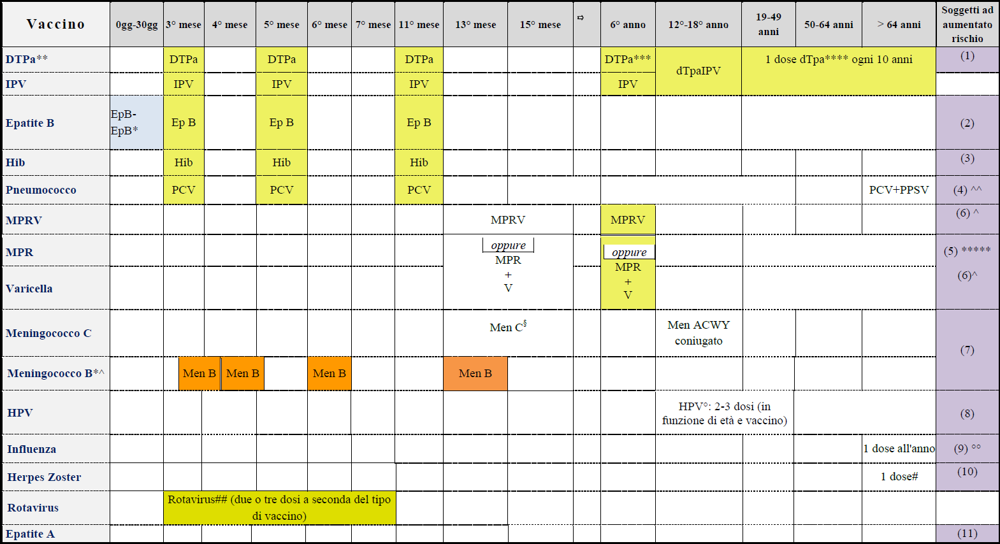 Vaccino 0gg-30gg 3° mese 4° mese 5° mese 6° mese 7° mese 11° mese 13° mese 15° mese ⇨ 6° anno 12°-18° anno 19-49 anni 50-64 anni > 64 anni Soggetti ad aumentato rischio
DTPa** DTPa DTPa DTPa DTPa*** dTpaIPV 1 dose dTpa**** ogni 10 anni (1)
IPV IPV IPV IPV IPV
Epatite B EpB-EpB* Ep B Ep B Ep B (2)
Hib Hib Hib Hib (3)
Pneumococco PCV PCV PCV PCV+PPSV (4) ^^
MPRV MPRV MPRV (6) ^
MPR oppure oppure (5) *****
MPR MPR
+ +
Varicella V V (6)^
Meningococco C Men C§ Men ACWY coniugato (7)
Meningococco B*^ Men B Men B Men B Men B
HPV HPV°: 2-3 dosi (in funzione di età e vaccino) (8)
Influenza 1 dose all'anno (9) °°
Herpes Zoster 1 dose# (10)
Rotavirus Rotavirus## (due o tre dosi a seconda del tipo di vaccino)
Epatite A (11)